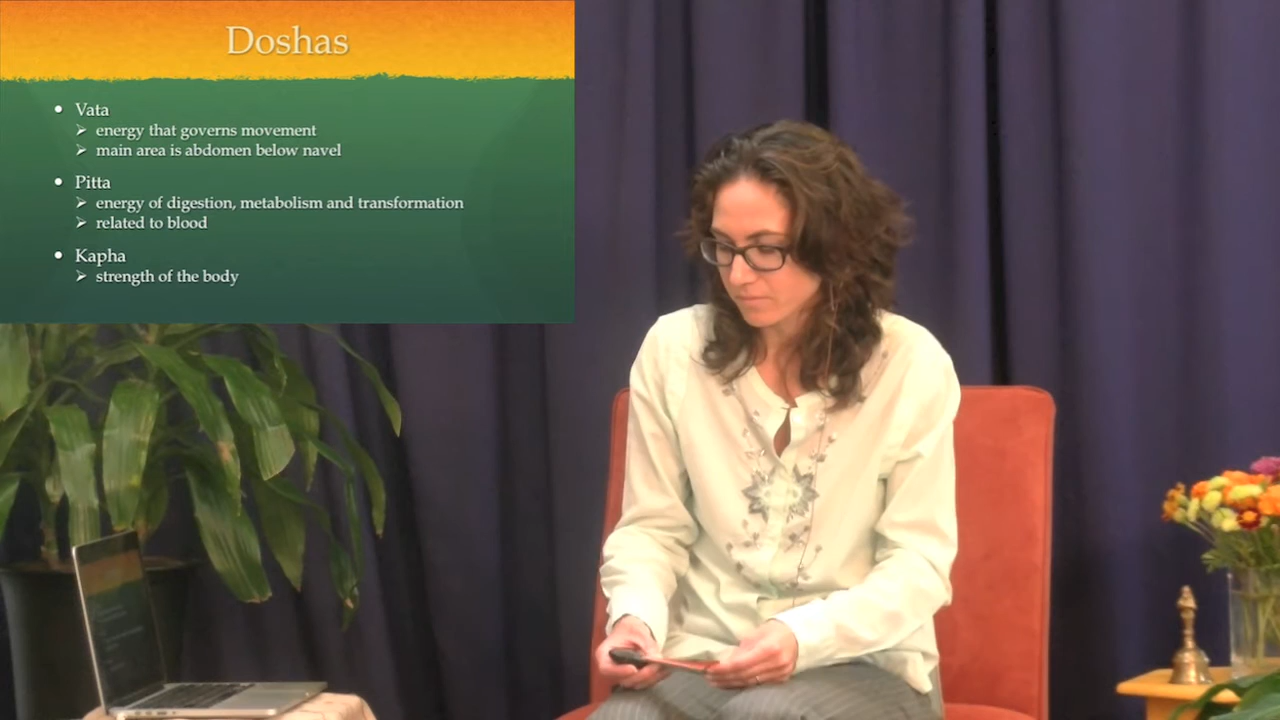 Doshas
• Vata
➢ energy that governs movement
➢ main area is abdomen below navel
• Pitta
➢ energy of digestion, metabolism and transformation
➢ related to blood
• Kapha
➢ strength of the body